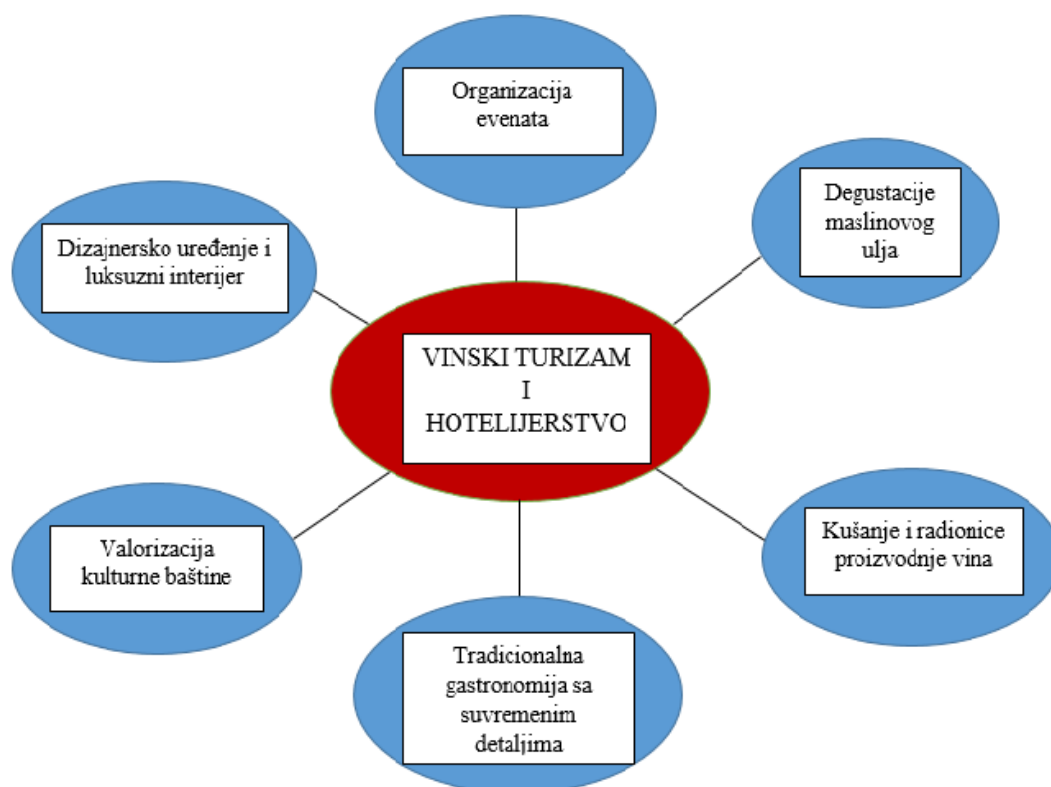 Organizacija
evenata
Degustacije
maslinovog
ulja
Dizajnersko uređenje i
luksuzni interijer
VINSKI TURIZAM
I
HOTELIJERSTVO
Valorizacija
kulturne baštine
Kušanje i radionice
proizvodnje vina
Tradicionalna
gastronomija sa
suvremenim
detaljima